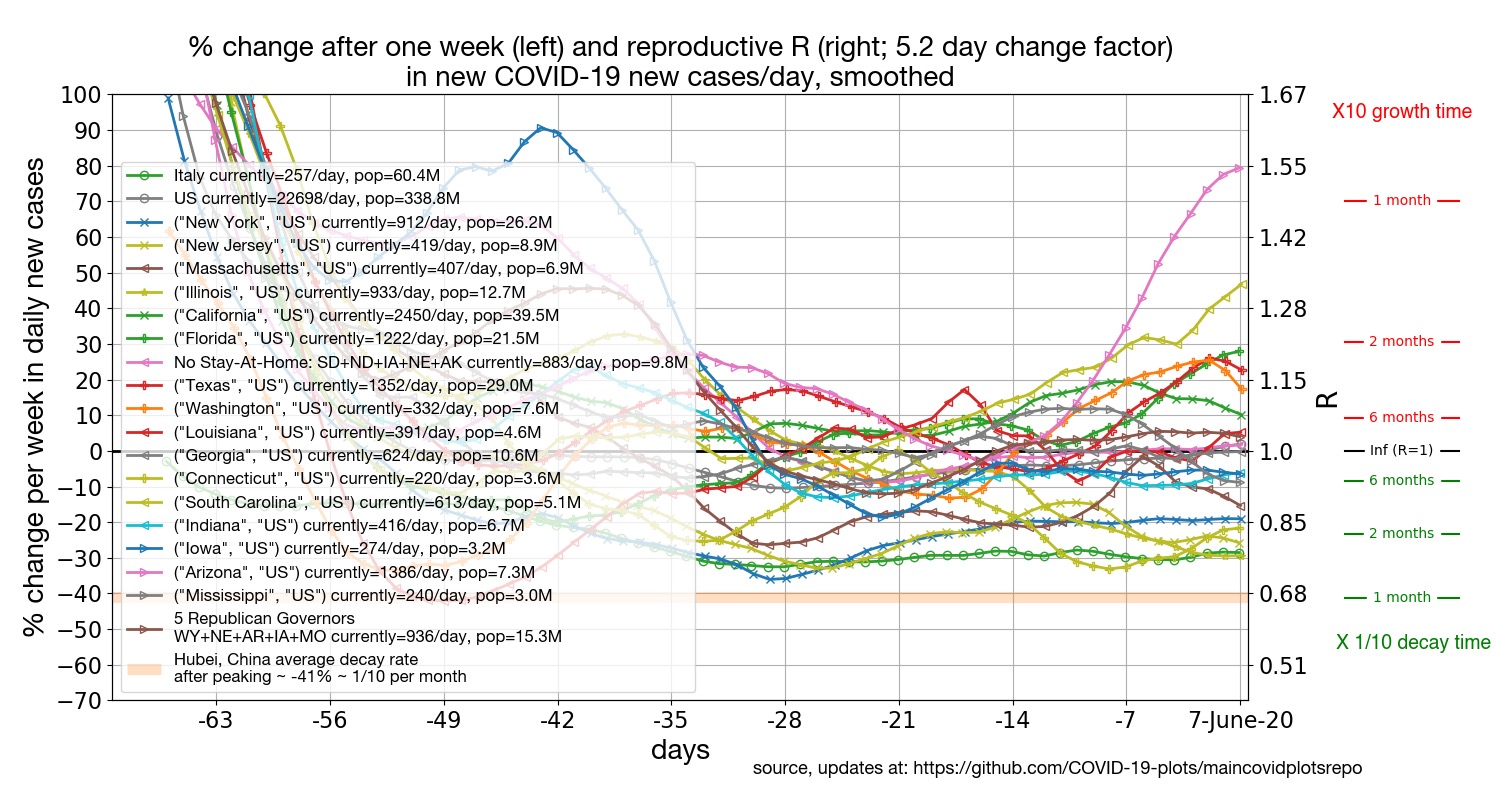 % change after one week (left) and reproductive R (right; 5.2 day change factor)
in new COVID-19 new cases/day, smoothed
% change per week in daily new cases
100
90
80
70
60
50
40
30
20
10
0
−10
−20
−30
−40
−50
−60
−70
Italy currently=257/day, pop=60.4M
US currently=22698/day, pop=338.8M
("New York", "US") currently=912/day, pop=26.2M
("New Jersey", "US") currently=419/day, pop=8.9M
("Massachusetts", "US") currently=407/day, pop=6.9M
("Illinois", "US") currently=933/day, pop=12.7M
("California", "US") currently=2450/day, pop=39.5M
("Florida", "US") currently=1222/day, pop=21.5M
No Stay-At-Home: SD+ND+IA+NE+AK currently=883/day, pop=9.8M
("Texas", "US") currently=1352/day, pop=29.0M
("Washington", "US") currently=332/day, pop=7.6M
("Louisiana", "US") currently=391/day, pop=4.6M
("Georgia", "US") currently=624/day, pop=10.6M
("Connecticut", "US") currently=220/day, pop=3.6M
("South Carolina", "US") currently=613/day, pop=5.1M
("Indiana", "US") currently=416/day, pop=6.7M
("Iowa", "US") currently=274/day, pop=3.2M
("Arizona", "US") currently=1386/day, pop=7.3M
("Mississippi", "US") currently=240/day, pop=3.0M
5 Republican Governors
WY+NE+AR+IA+MO currently=936/day, pop=15.3M
Hubei, China average decay rate
after peaking ~ -41% ~ 1/10 per month
-63
-56
-49
-42
-35
-28
-21
-14
-7
7-June-20
days
1.67
1.55
1.42
1.28
1.15
1.0
0.85
0.68
0.51
R
X10 growth time
1 month
2 months
6 months
Inf (R=1)
6 months
2 months
1 month
X 1/10 decay time
source, updates at: https://github.com/COVID-19-plots/maincovidplotsrepo